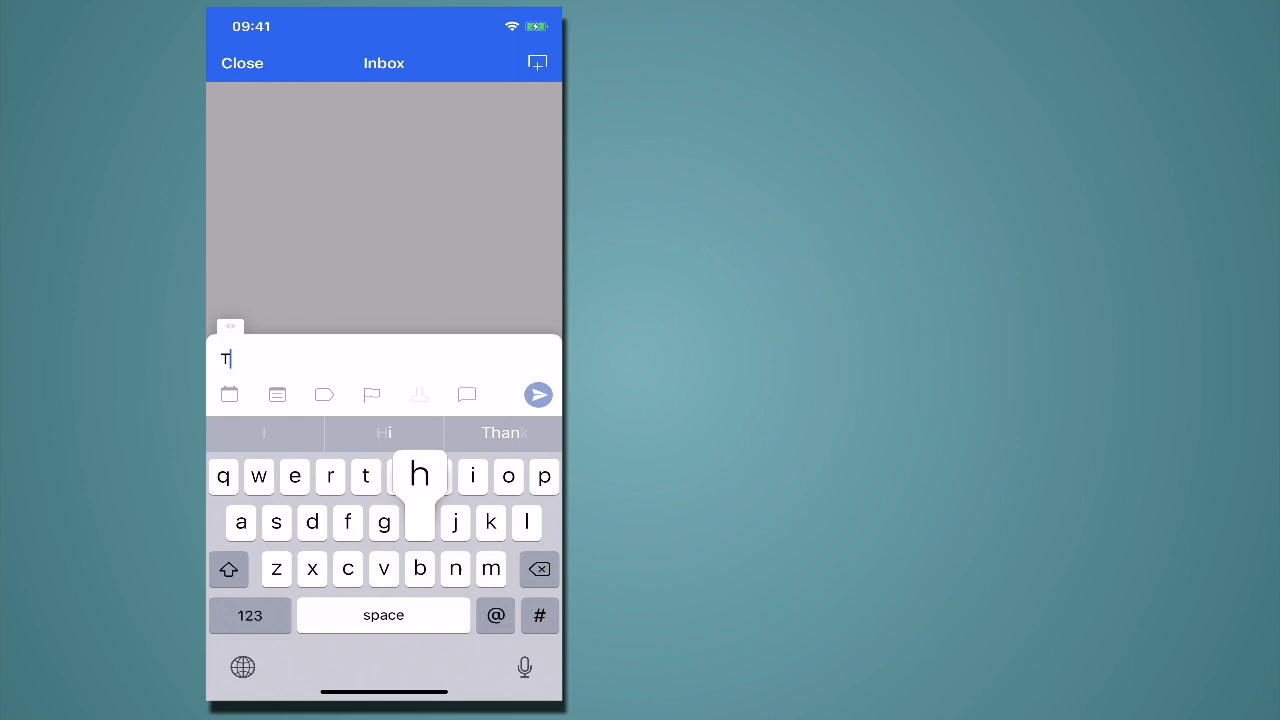 09:41
Close Inbox
T
I Hi Thank
q w e r t h i o p
a s d f g j k l
z x c v b n m
123 space @ #